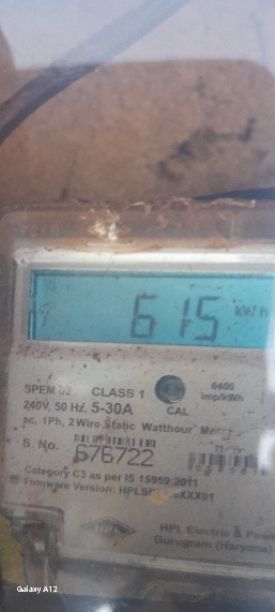 615 kWh
SPEM 02 CLASS 1
6400 imp/kWh
240V, 50 Hz, 5-30A CAL
ac, 1Ph, 2 Wire Static Watthour
S. No. 676722
Category C3 as per IS 15959:2011
Firmware Version:
HPL
HPL Electric &
Gurugram (Haryana)
Galaxy A12